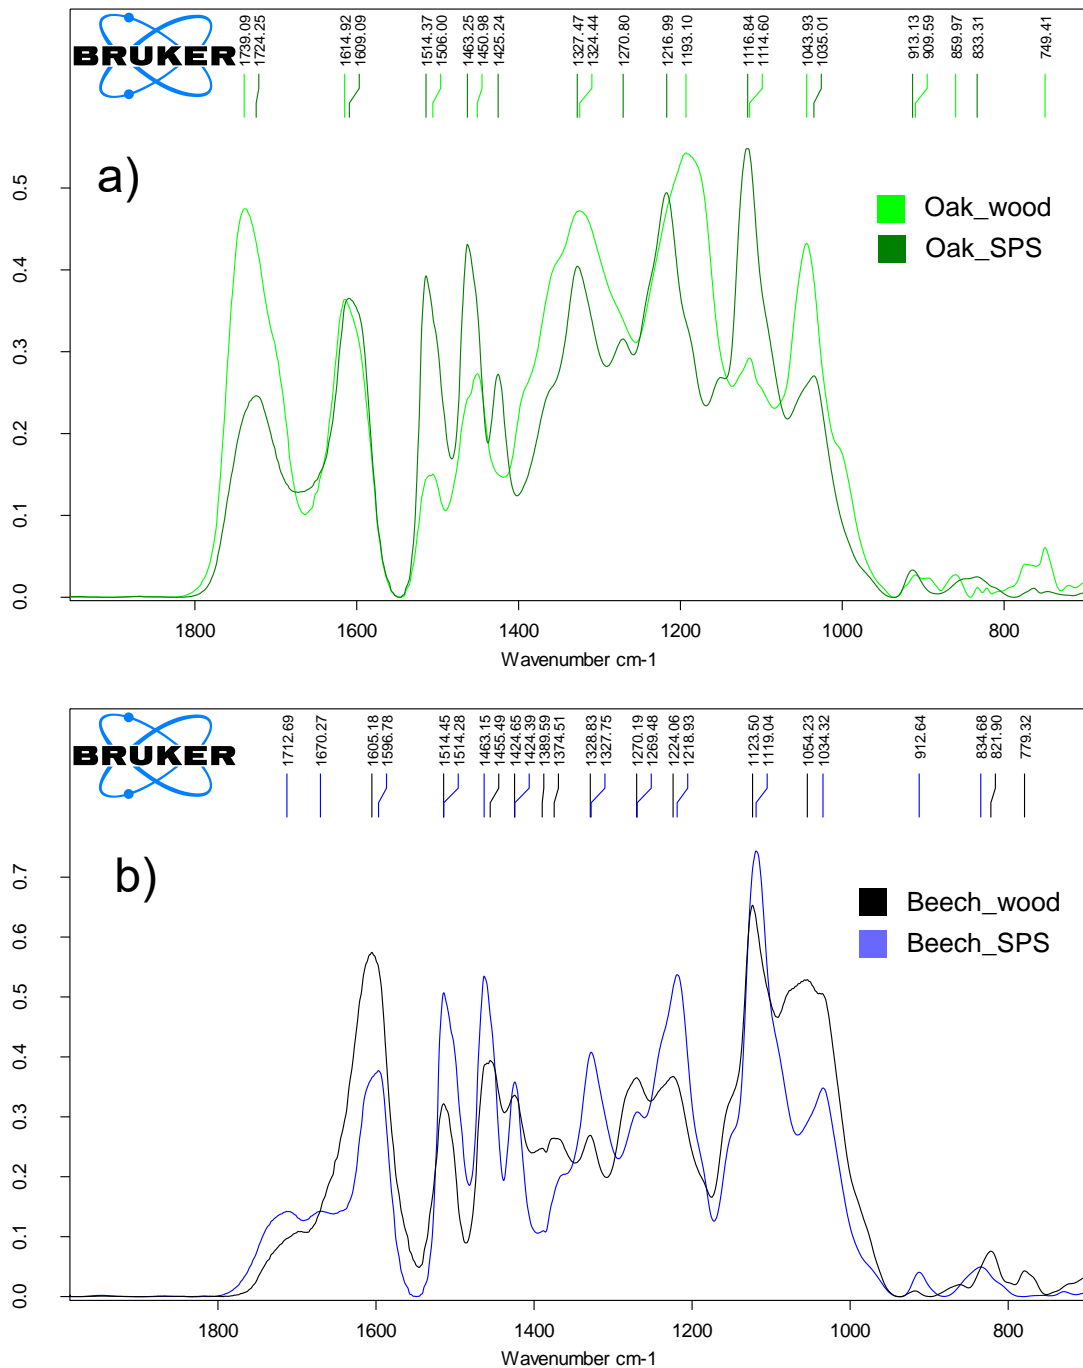 BRUKER
1739.09 1724.25 1614.92 1609.09 1514.37 1506.00 1463.25 1450.98 1425.24 1327.47 1324.44 1270.80 1216.99 1193.10 1116.84 1114.60 1043.93 1035.01 913.13 909.59 859.97 833.31 749.41
a)
Oak_wood
Oak_SPS
0.5
0.4
0.3
0.2
0.1
0.0
1800 1600 1400 1200 1000 800
Wavenumber cm-1
BRUKER
1712.69 1670.27 1605.18 1596.78 1514.45 1514.28 1463.15 1455.49 1424.65 1424.39 1389.59 1374.51 1328.83 1327.75 1270.19 1269.48 1224.06 1218.93 1123.50 1119.04 1054.23 1034.32 912.64 834.68 821.90 779.32
b)
Beech_wood
Beech_SPS
0.7
0.6
0.5
0.4
0.3
0.2
0.1
0.0
1800 1600 1400 1200 1000 800
Wavenumber cm-1